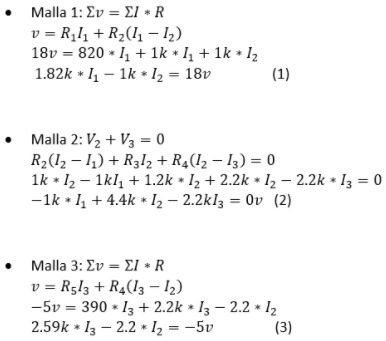 • Malla 1: Σv = ΣI * R
v = R₁I₁ + R₂(I₁ − I₂)
18v = 820 * I₁ + 1k * I₁ + 1k * I₂
1.82k * I₁ − 1k * I₂ = 18v (1)
• Malla 2: V₂ + V₃ = 0
R₂(I₂ − I₁) + R₃I₂ + R₄(I₂ − I₃) = 0
1k * I₂ − 1kI₁ + 1.2k * I₂ + 2.2k * I₂ − 2.2k * I₃ = 0
−1k * I₁ + 4.4k * I₂ − 2.2kI₃ = 0v (2)
• Malla 3: Σv = ΣI * R
v = R₅I₃ + R₄(I₃ − I₂)
−5v = 390 * I₃ + 2.2k * I₃ − 2.2 * I₂
2.59k * I₃ − 2.2 * I₂ = −5v (3)